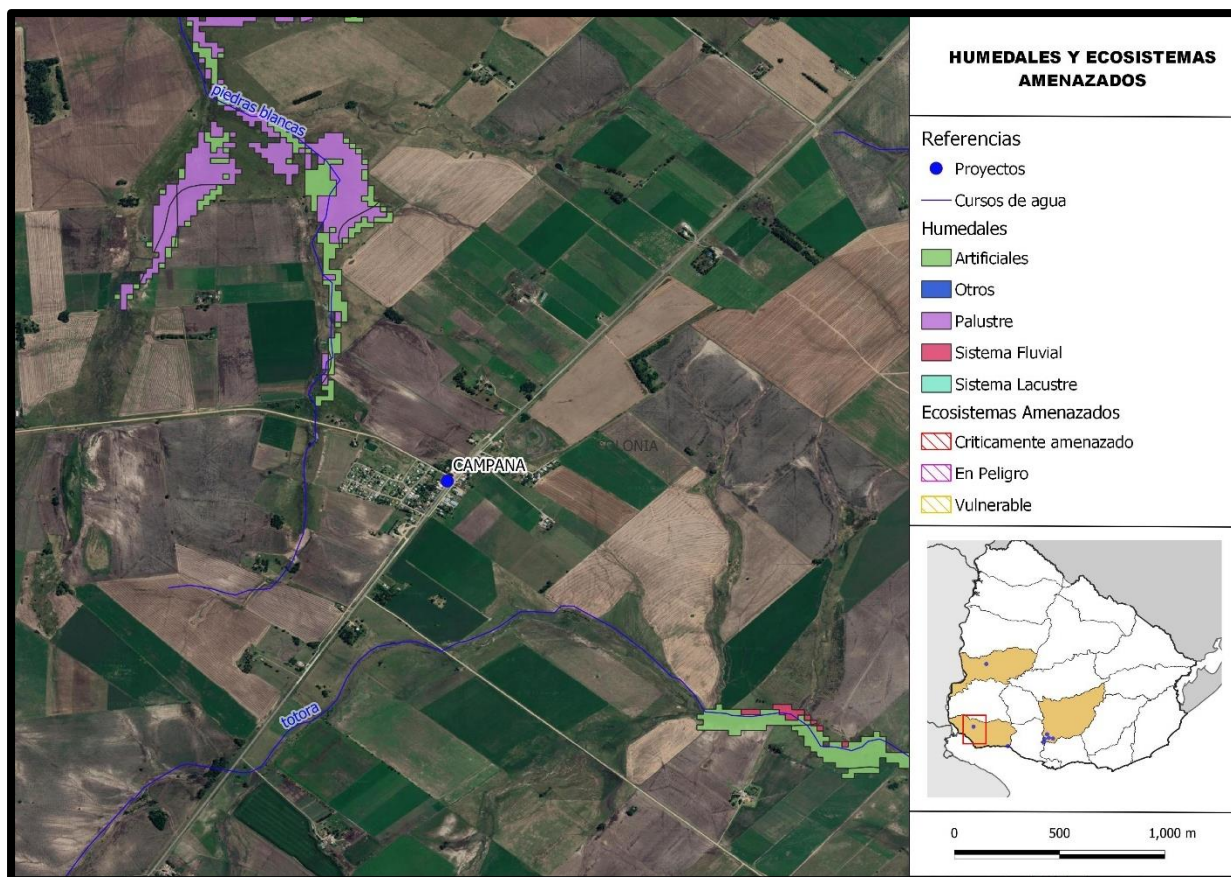 HUMEDALES Y ECOSISTEMAS
AMENAZADOS
Referencias
Proyectos
Cursos de agua
Humedales
Artificiales
Otros
Palustre
Sistema Fluvial
Sistema Lacustre
Ecosistemas Amenazados
Criticamente amenazado
En Peligro
Vulnerable
0 500 1,000 m
piedras blancas
COLONIA
CAMPANA
totora